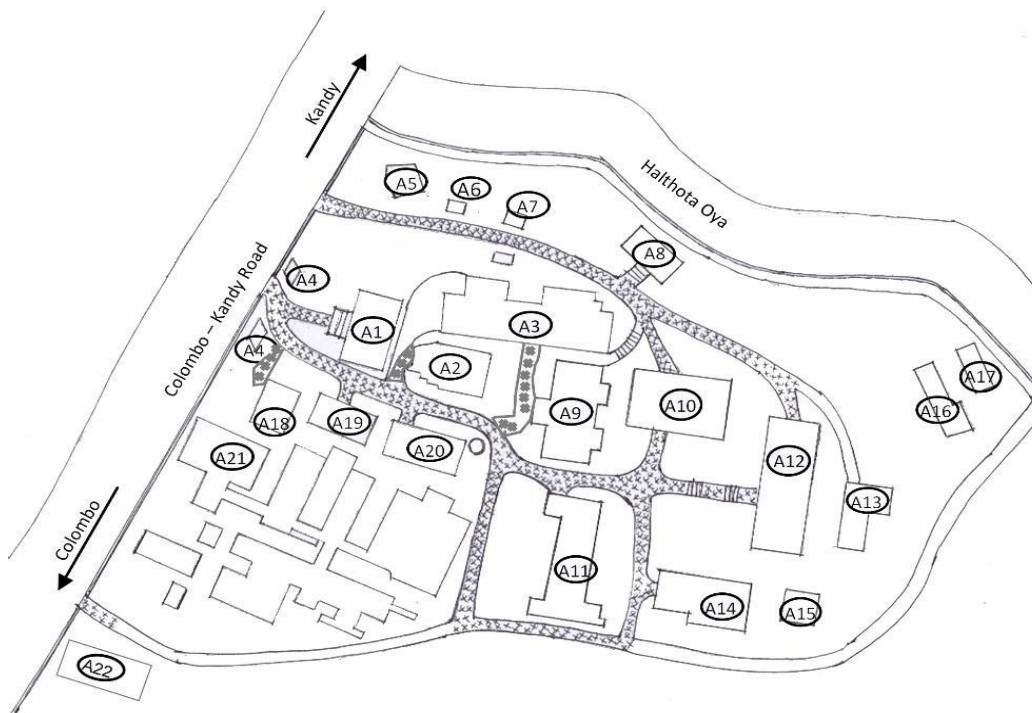 Kandy
Halthota Oya
A5
A6
A7
A8
A4
Colombo – Kandy Road
A1
A3
A4
A2
A17
A16
A9
A10
A18
A19
A20
A21
A12
A13
Colombo
A11
A14
A15
A22